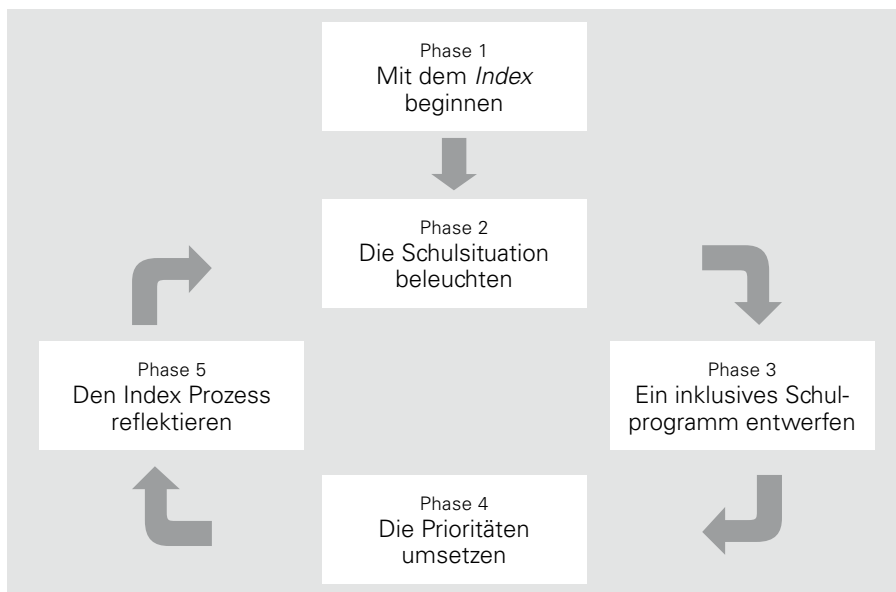 Phase 1
Mit dem Index
beginnen
Phase 2
Die Schulsituation
beleuchten
Phase 5
Den Index Prozess
reflektieren
Phase 3
Ein inklusives Schul-
programm entwerfen
Phase 4
Die Prioritäten
umsetzen